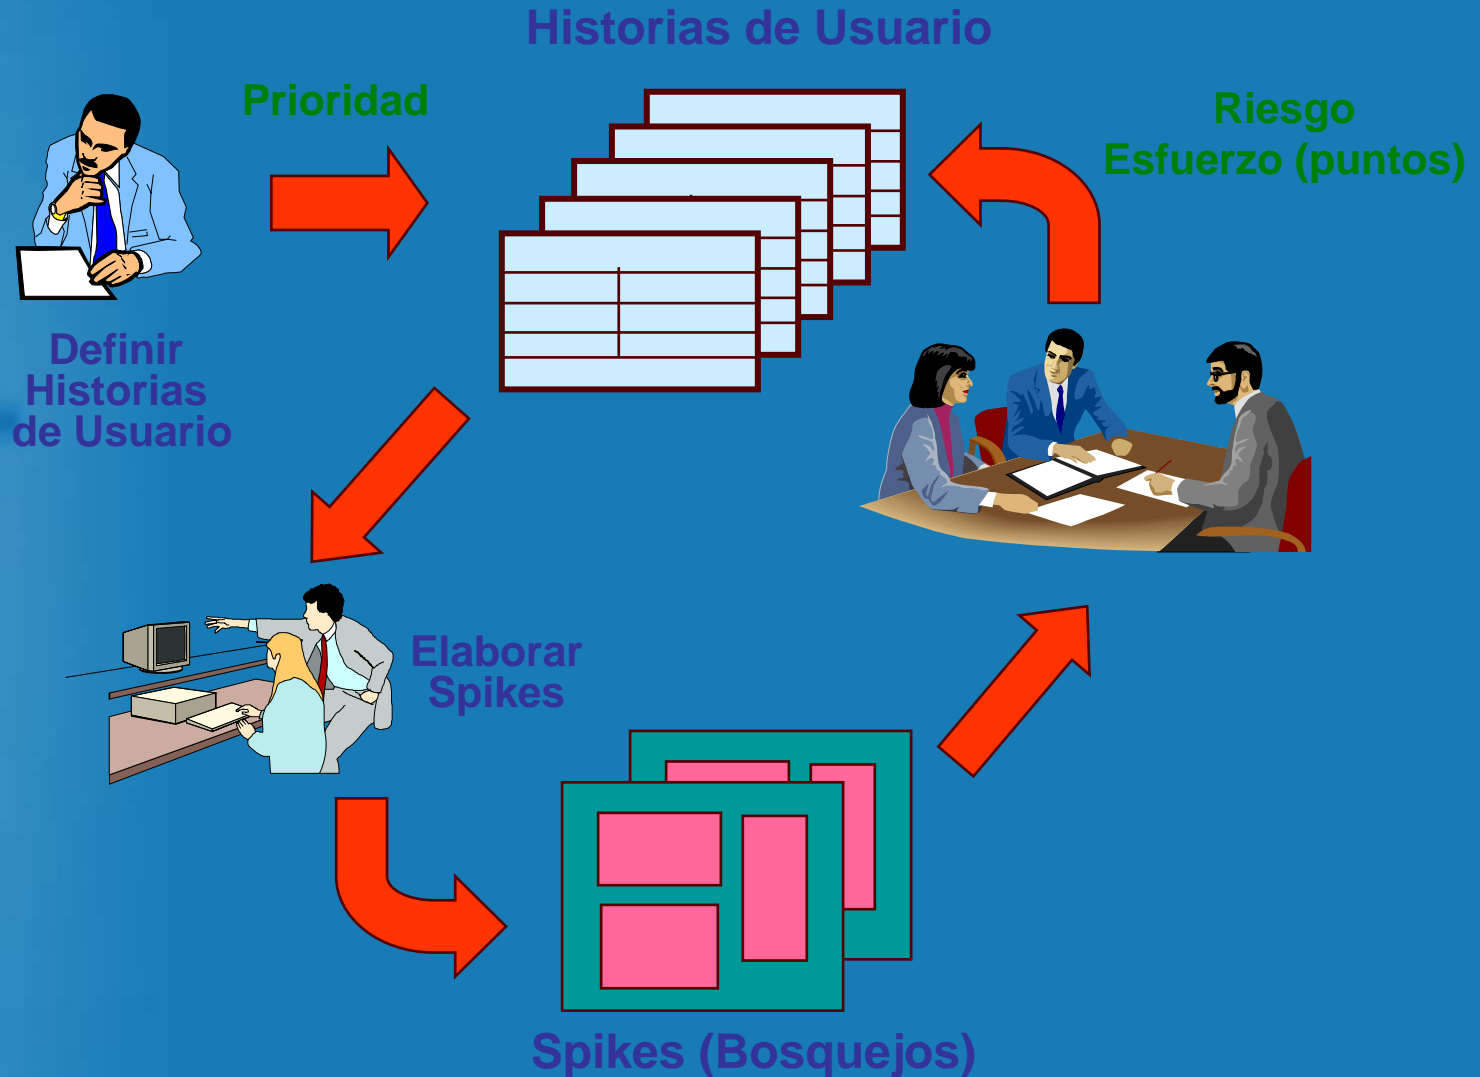 Historias de Usuario
Prioridad
Riesgo
Esfuerzo (puntos)
Definir
Historias
de Usuario
Elaborar
Spikes
Spikes (Bosquejos)